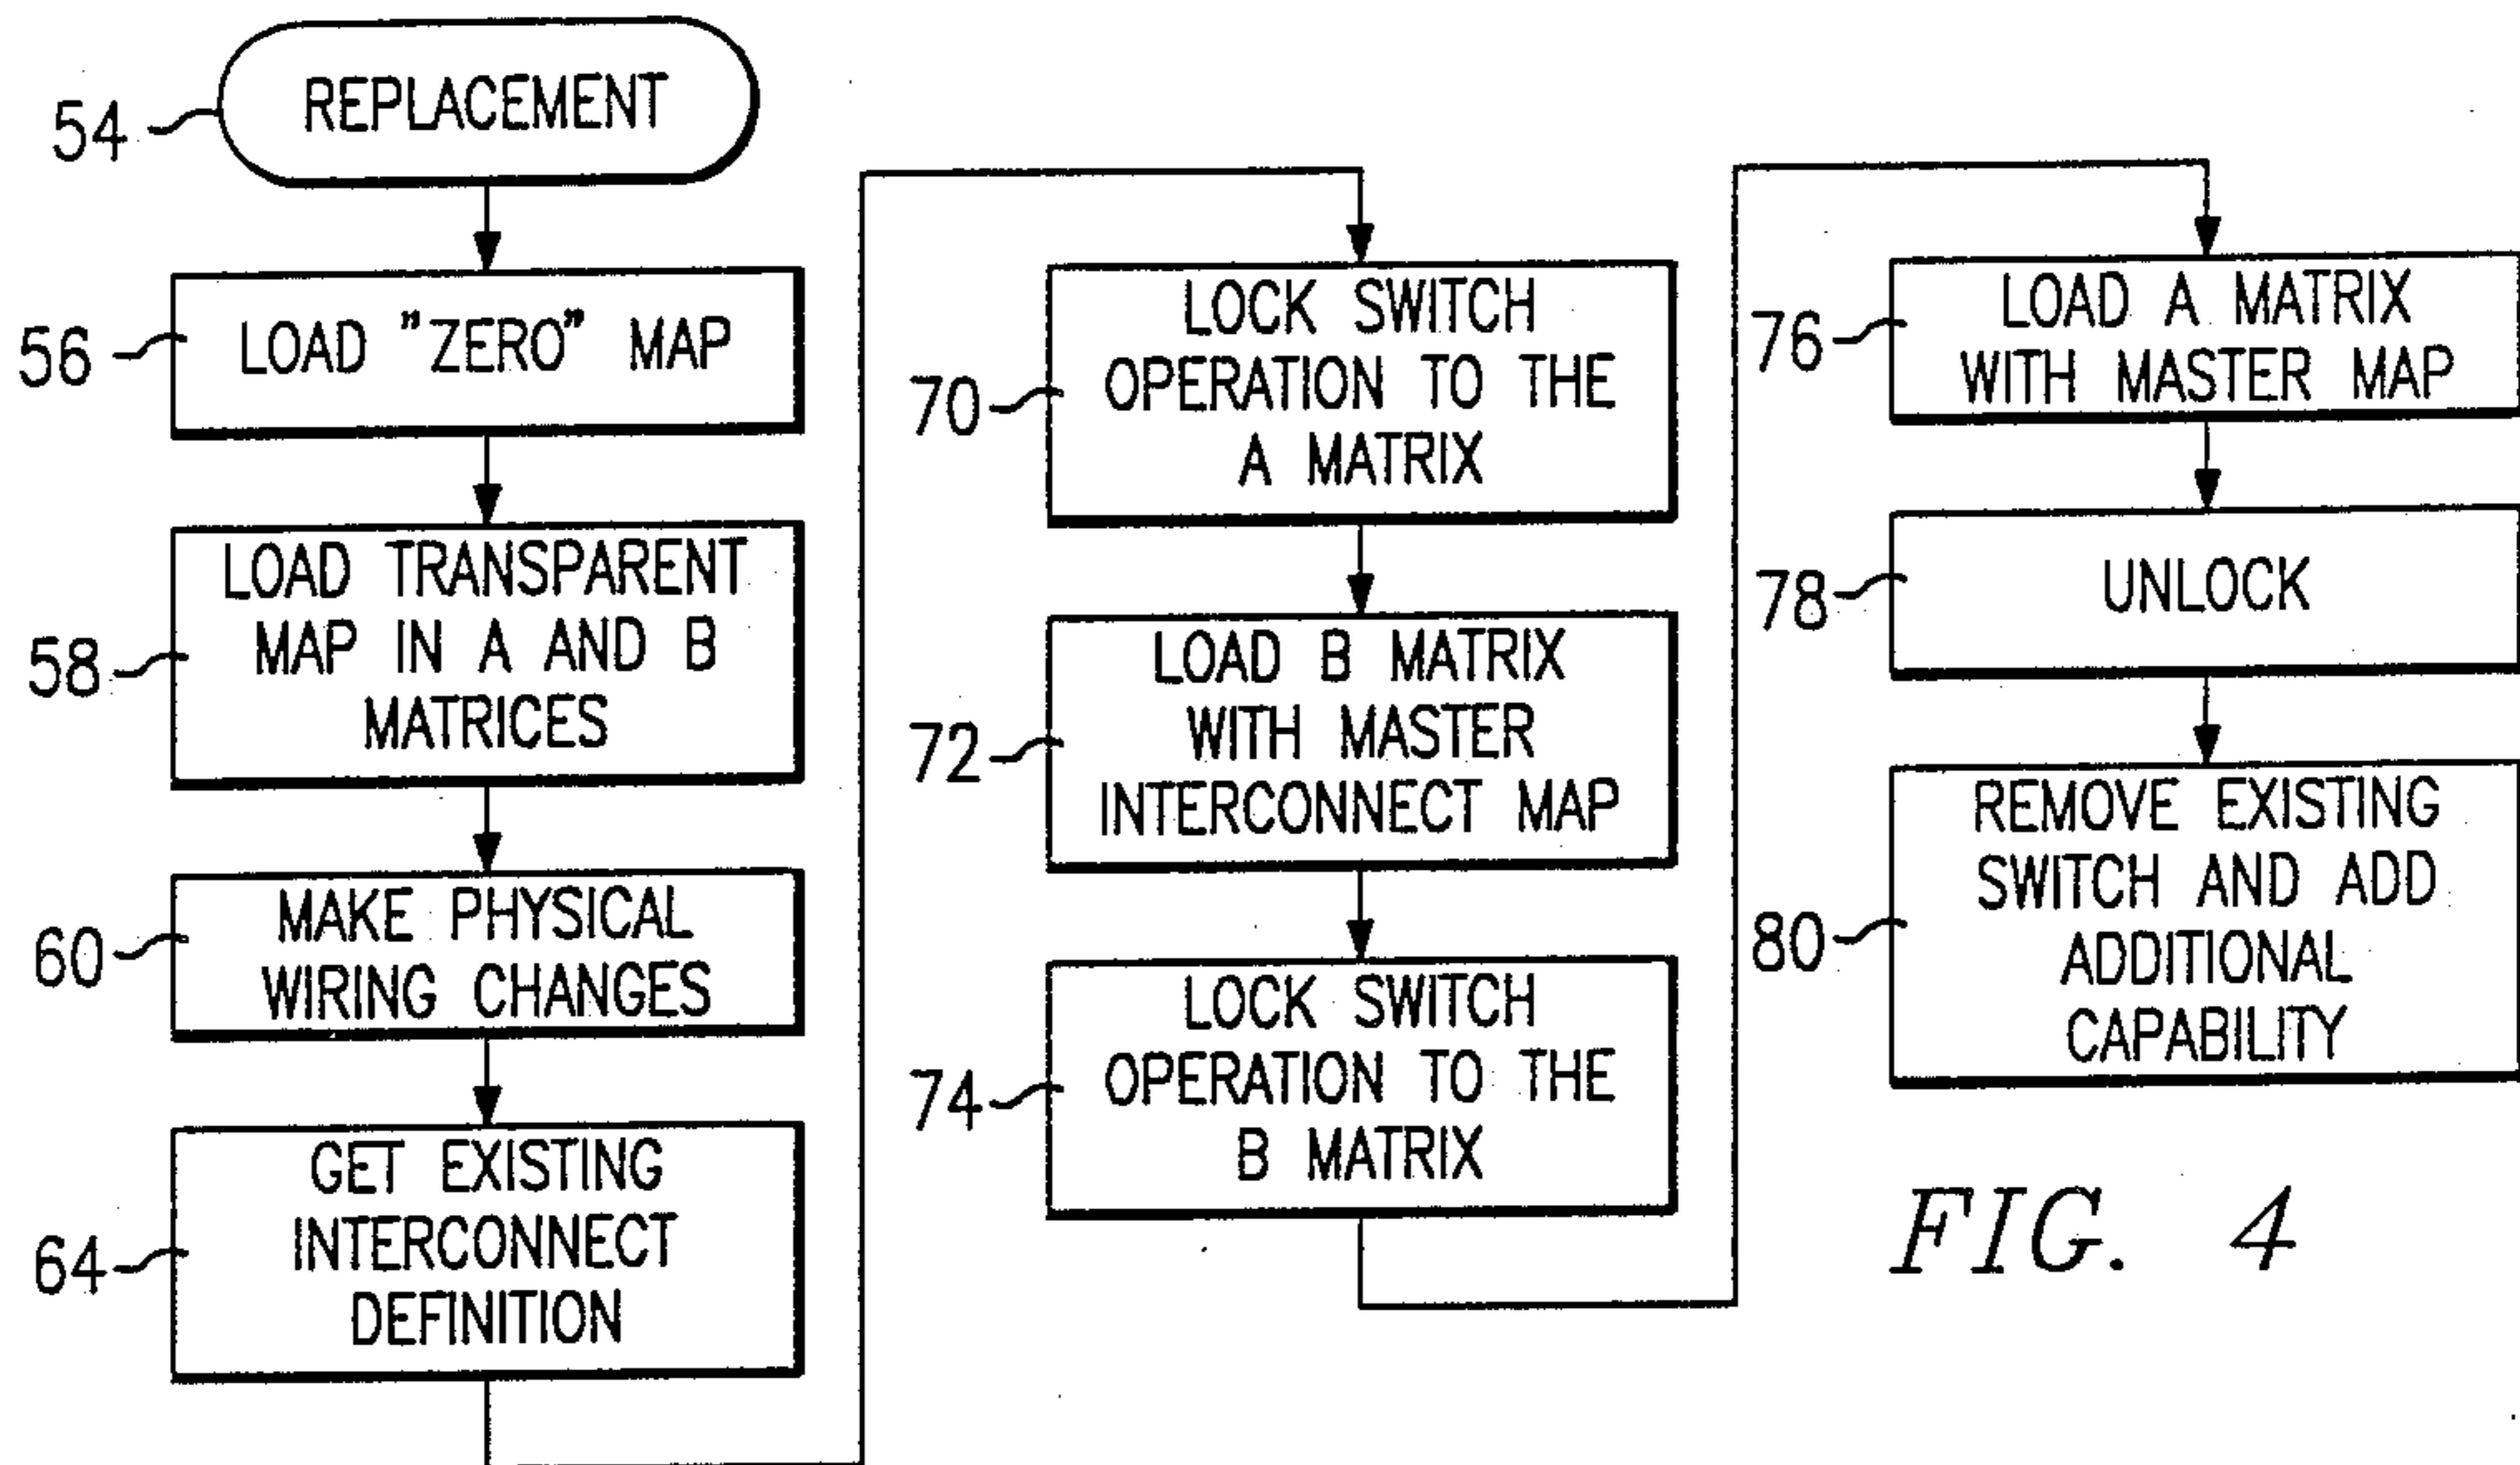 54
REPLACEMENT
56
LOAD "ZERO" MAP
58
LOAD TRANSPARENT
MAP IN A AND B
MATRICES
60
MAKE PHYSICAL
WIRING CHANGES
64
GET EXISTING
INTERCONNECT
DEFINITION
70
LOCK SWITCH
OPERATION TO THE
A MATRIX
72
LOAD B MATRIX
WITH MASTER
INTERCONNECT MAP
74
LOCK SWITCH
OPERATION TO THE
B MATRIX
76
LOAD A MATRIX
WITH MASTER MAP
78
UNLOCK
80
REMOVE EXISTING
SWITCH AND ADD
ADDITIONAL
CAPABILITY
FIG. 4